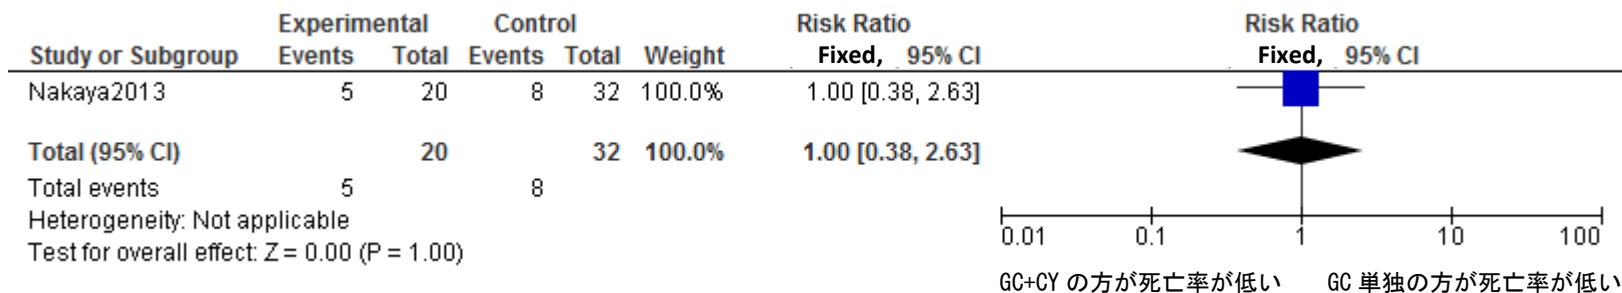 Experimental Control Risk Ratio Risk Ratio
Study or Subgroup Events Total Events Total Weight Fixed, 95% CI Fixed, 95% CI
Nakaya2013 5 20 8 32 100.0% 1.00 [0.38, 2.63]
Total (95% CI) 20 32 100.0% 1.00 [0.38, 2.63]
Total events 5 8
Heterogeneity: Not applicable
Test for overall effect: Z = 0.00 (P = 1.00)
0.01 0.1 1 10 100
GC+CY の方が死亡率が低い GC 単独の方が死亡率が低い